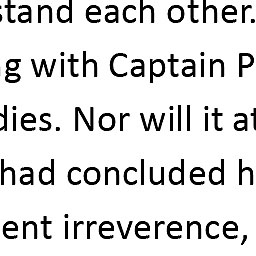 stand each other.
g with Captain P
dies. Nor will it at
had concluded h
ent irreverence,